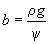 b = ρg/ψ